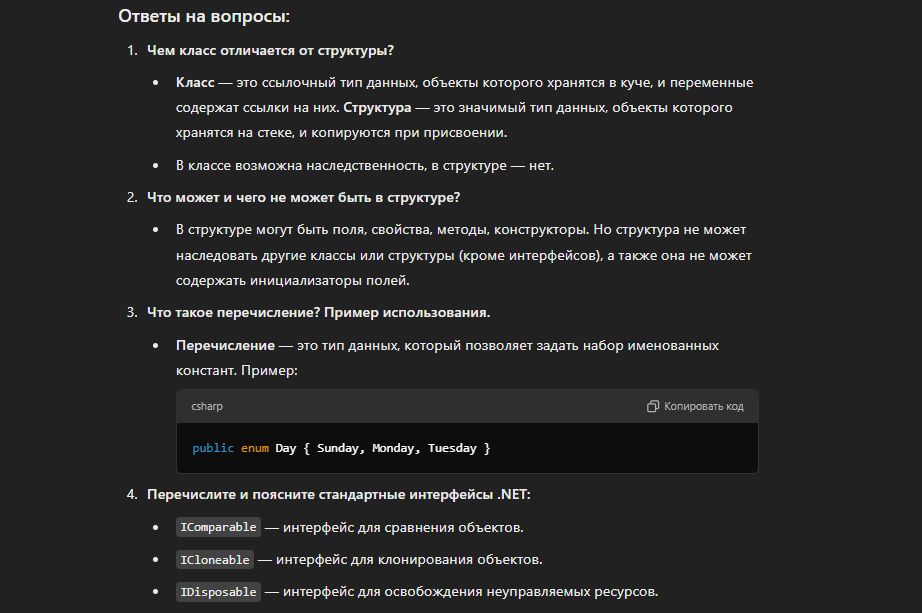 Ответы на вопросы:
1. Чем класс отличается от структуры?
• Класс — это ссылочный тип данных, объекты которого хранятся в куче, и переменные
содержат ссылки на них. Структура — это значимый тип данных, объекты которого
хранятся на стеке, и копируются при присвоении.
• В классе возможна наследственность, в структуре — нет.
2. Что может и чего не может быть в структуре?
• В структуре могут быть поля, свойства, методы, конструкторы. Но структура не может
наследовать другие классы или структуры (кроме интерфейсов), а также она не может
содержать инициализаторы полей.
3. Что такое перечисление? Пример использования.
• Перечисление — это тип данных, который позволяет задать набор именованных
констант. Пример:
csharp Копировать код
public enum Day { Sunday, Monday, Tuesday }
4. Перечислите и поясните стандартные интерфейсы .NET:
• IComparable — интерфейс для сравнения объектов.
• ICloneable — интерфейс для клонирования объектов.
• IDisposable — интерфейс для освобождения неуправляемых ресурсов.